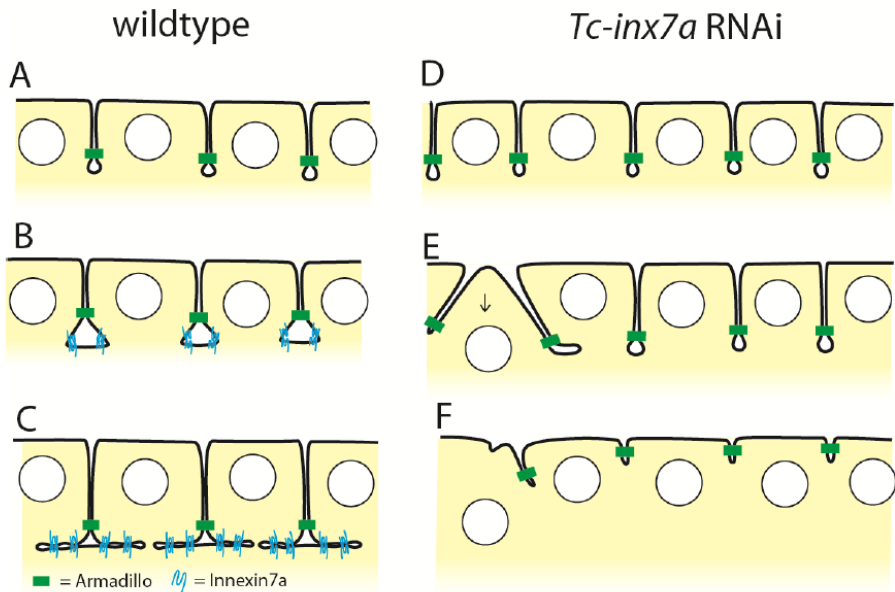 wildtype
Tc-inx7a RNAi
A
D
B
E
C
F
= Armadillo = Innexin7a